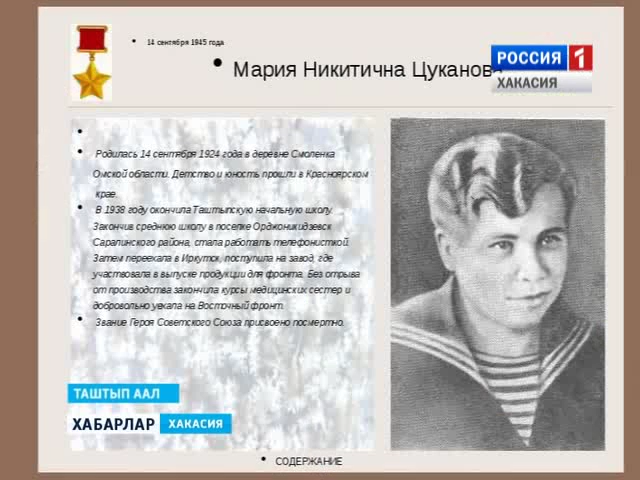 14 сентября 1945 года
Мария Никитична Цуканова
РОССИЯ 1
ХАКАСИЯ
Родилась 14 сентября 1924 года в деревне Смоленка
Омской области. Детство и юность прошли в Красноярском
крае.
В 1938 году окончила Таштыпскую начальную школу.
Закончив среднюю школу в поселке Орджоникидзевск
Саралинского района, стала работать телефонисткой.
Затем переехала в Иркутск, поступила на завод, где
участвовала в выпуске продукции для фронта. Без отрыва
от производства закончила курсы медицинских сестер и
добровольно уехала на Восточный фронт.
Звание Героя Советского Союза присвоено посмертно.
ТАШТЫП ААЛ
ХАБАРЛАР ХАКАСИЯ
СОДЕРЖАНИЕ